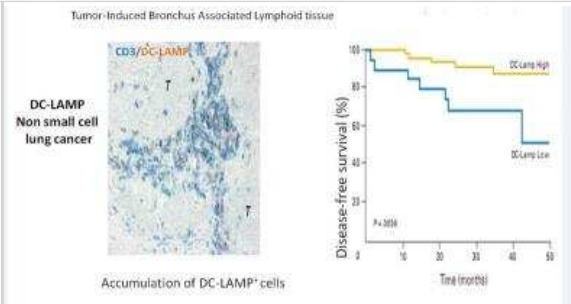 Tumor-Induced Bronchus Associated Lymphoid tissue
CD3/DC-LAMP
T
T
DC-LAMP
Non small cell
lung cancer
Accumulation of DC-LAMP⁺ cells
Disease-free survival (%)
100
80
60
40
20
0
DC-Lamp High
DC-Lamp Low
10
20
30
40
50
Time (months)